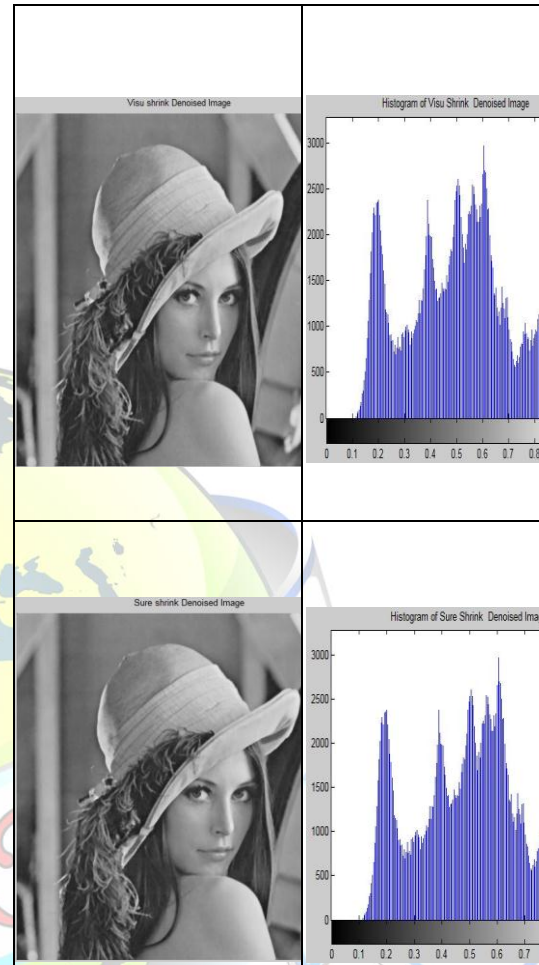 Visu shrink Denoised Image
Histogram of Visu Shrink Denoised Image
3000
2500
2000
1500
1000
500
0
0 0.1 0.2 0.3 0.4 0.5 0.6 0.7 0.8
Sure shrink Denoised Image
Histogram of Sure Shrink Denoised Ima
3000
2500
2000
1500
1000
500
0
0 0.1 0.2 0.3 0.4 0.5 0.6 0.7